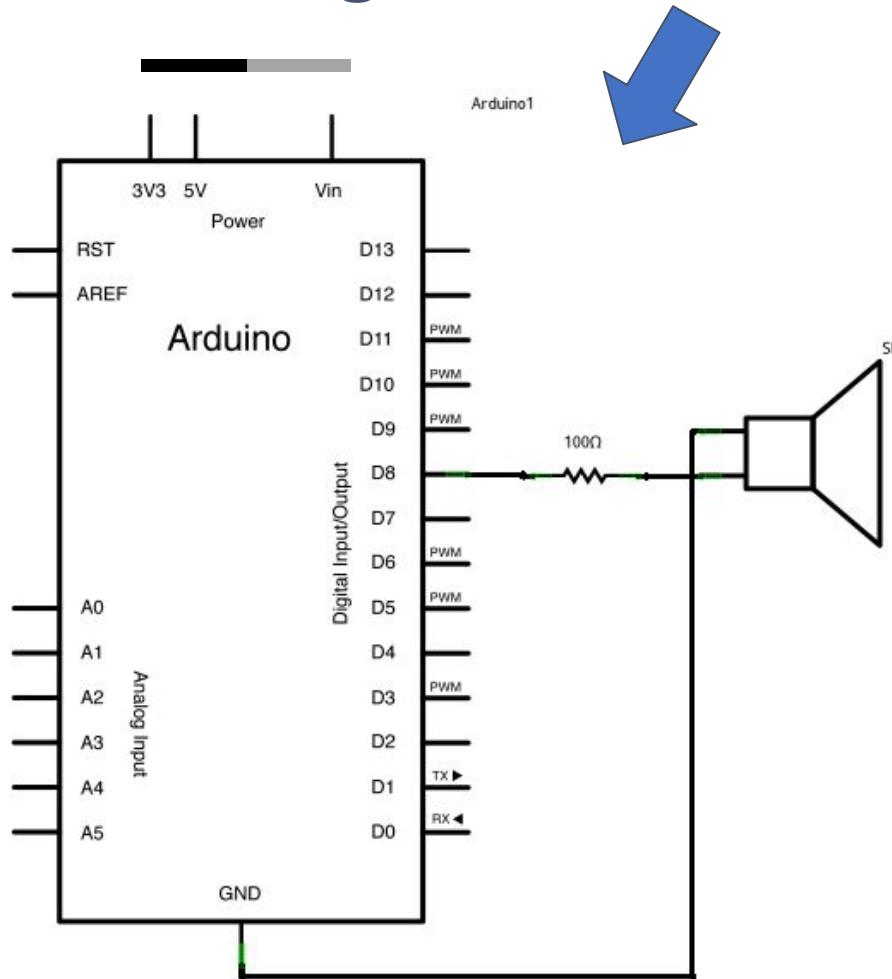 Arduino1
3V3 5V Vin
Power
RST
AREF
Arduino
D13
D12
D11 PWM
D10 PWM
D9 PWM
D8
D7
D6 PWM
D5 PWM
D4
D3 PWM
D2
D1 TX ▶
D0 RX ◀
Digital Input/Output
A0
A1
A2
A3
A4
A5
Analog Input
GND
100Ω